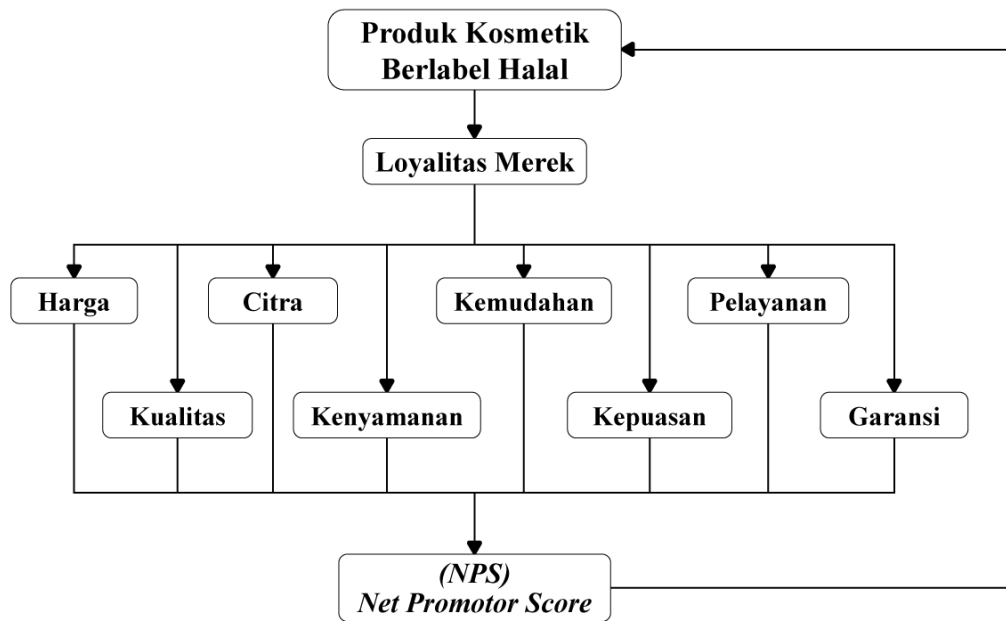 Produk Kosmetik
Berlabel Halal
Loyalitas Merek
Harga
Citra
Kemudahan
Pelayanan
Kualitas
Kenyamanan
Kepuasan
Garansi
(NPS)
Net Promotor Score